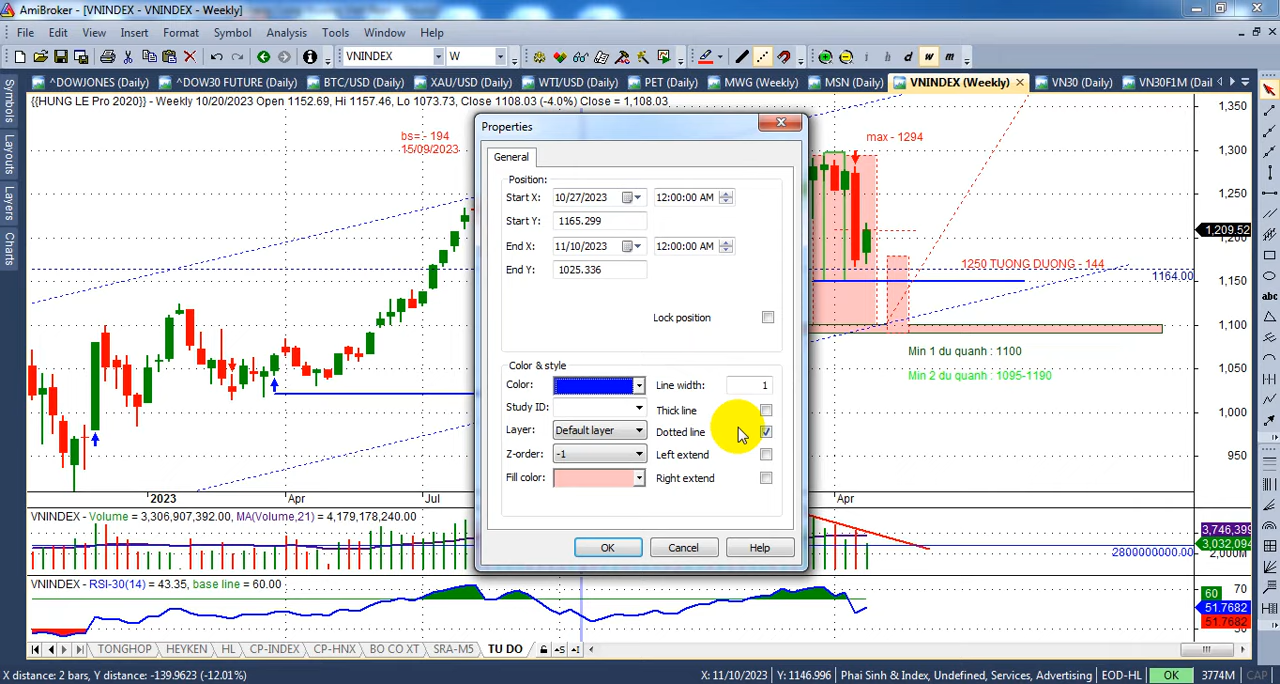 AmiBroker - [VNINDEX - VNINDEX - Weekly]
File Edit View Insert Format Symbol Analysis Tools Window Help
VNINDEX W i h d w m
^DOWJONES (Daily) ^DOW30 FUTURE (Daily) BTC/USD (Daily) XAU/USD (Daily) WTI/USD (Daily) PET (Daily) MWG (Weekly) MSN (Daily) VNINDEX (Weekly) VN30 (Daily) VN30F1M (Dail
{{HUNG LE Pro 2020}} - Weekly 10/20/2023 Open 1152.69, Hi 1157.46, Lo 1073.73, Close 1108.03 (-4.0%) Close = 1,108.03
Symbols
Layouts
Layers
Charts
bs= - 194
15/09/2023
max - 1294
1250 TUONG DUONG - 144
1164.00
Min 1 du quanh : 1100
Min 2 du quanh : 1095-1190
1,350
1,300
1,250
1,209.52
1,200
1,150
1,100
1,050
1,000
950
Properties
General
Position:
Start X: 10/27/2023 12:00:00 AM
Start Y: 1165.299
End X: 11/10/2023 12:00:00 AM
End Y: 1025.336
Lock position
Color & style
Color: Line width: 1
Study ID: Thick line
Layer: Default layer Dotted line
Z-order: -1 Left extend
Fill color: Right extend
OK Cancel Help
2023 Apr Jul Apr
VNINDEX - Volume = 3,306,907,392.00, MA(Volume,21) = 4,179,178,240.00
3,746,399
3,032,094
2800000000.00
2,000M
VNINDEX - RSI-30(14) = 43.35, base line = 60.00
70
60
51.7682
51.7682
TONGHOP HEYKEN HL CP-INDEX CP-HNX BO CO XT SRA-M5 TU DO
X distance: 2 bars, Y distance: -139.9623 (-12.01%) X: 11/10/2023 Y: 1146.996 Phai Sinh & Index, Undefined, Services, Advertising EOD-HL OK 3774M CAP